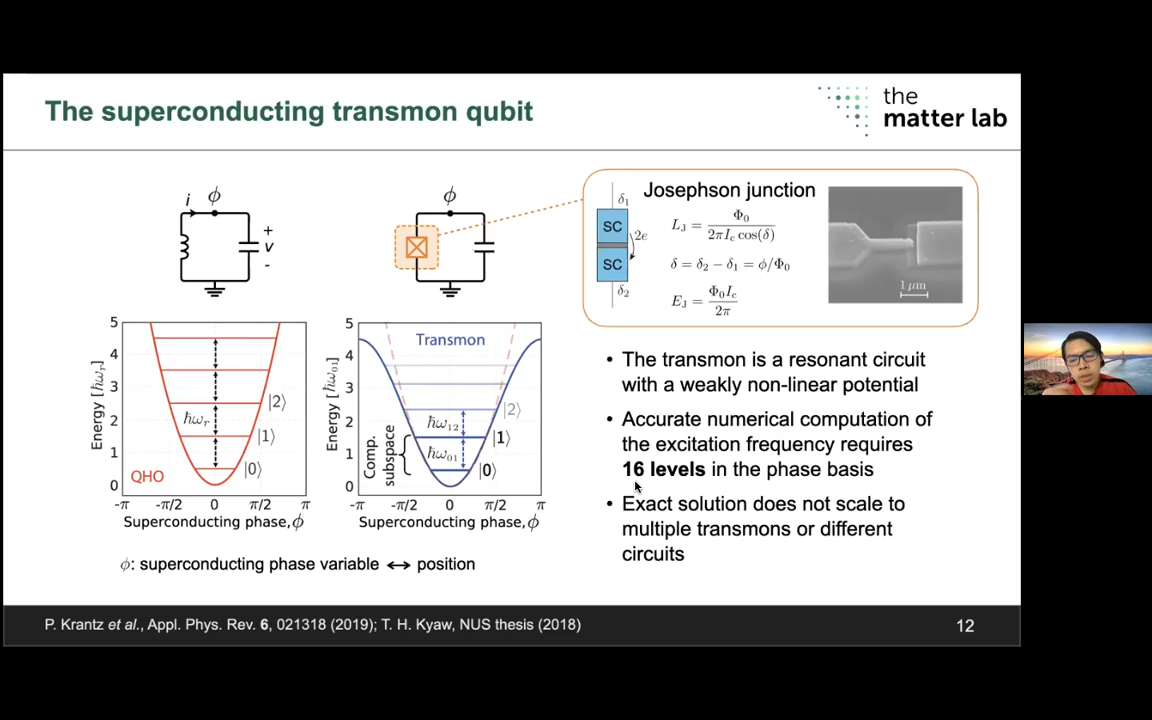 The superconducting transmon qubit
the
matter lab
i ϕ
+
v
-
ϕ
Josephson junction
SC
SC
δ₁
2e
δ₂
L_J = Φ₀ / 2πI_c cos(δ)
δ = δ₂ − δ₁ = ϕ/Φ₀
E_J = Φ₀I_c / 2π
1 μm
Energy [ℏω_r]
5
4
3
2
1
0
ℏω_r
|2⟩
|1⟩
|0⟩
QHO
-π -π/2 0 π/2 π
Superconducting phase, ϕ
Energy [ℏω₀₁]
5
4
3
2
1
0
Transmon
Comp.
subspace
ℏω₁₂
ℏω₀₁
|2⟩
|1⟩
|0⟩
-π -π/2 0 π/2 π
Superconducting phase, ϕ
ϕ: superconducting phase variable ↔ position
• The transmon is a resonant circuit
with a weakly non-linear potential
• Accurate numerical computation of
the excitation frequency requires
16 levels in the phase basis
• Exact solution does not scale to
multiple transmons or different
circuits
P. Krantz et al., Appl. Phys. Rev. 6, 021318 (2019); T. H. Kyaw, NUS thesis (2018)
12